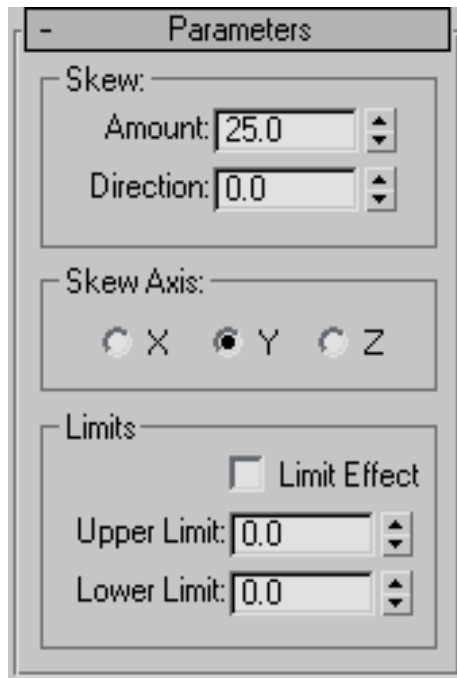 - Parameters
Skew:
Amount: 25.0
Direction: 0.0
Skew Axis:
X Y Z
Limits
Limit Effect
Upper Limit: 0.0
Lower Limit: 0.0